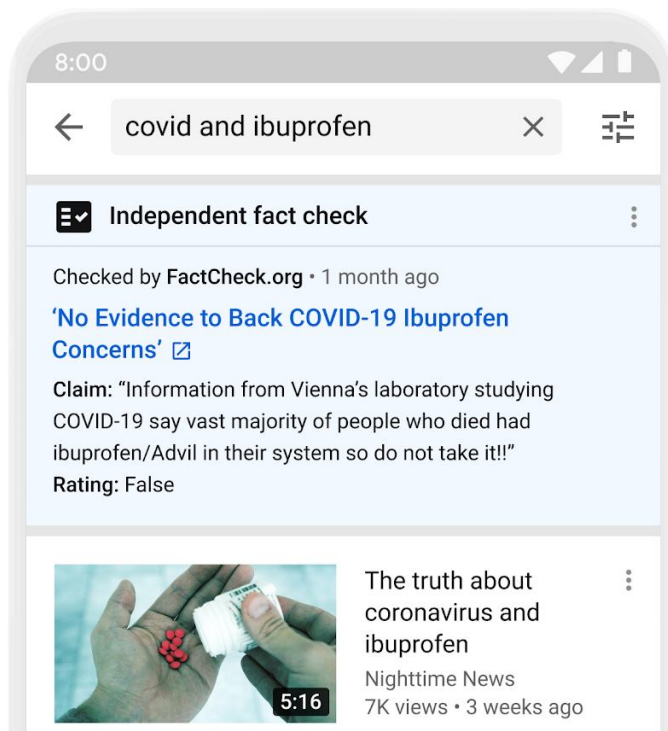 8:00
covid and ibuprofen
Independent fact check
Checked by FactCheck.org • 1 month ago
‘No Evidence to Back COVID-19 Ibuprofen
Concerns’
Claim: “Information from Vienna’s laboratory studying
COVID-19 say vast majority of people who died had
ibuprofen/Advil in their system so do not take it!!”
Rating: False
The truth about
coronavirus and
ibuprofen
Nighttime News
7K views • 3 weeks ago
5:16